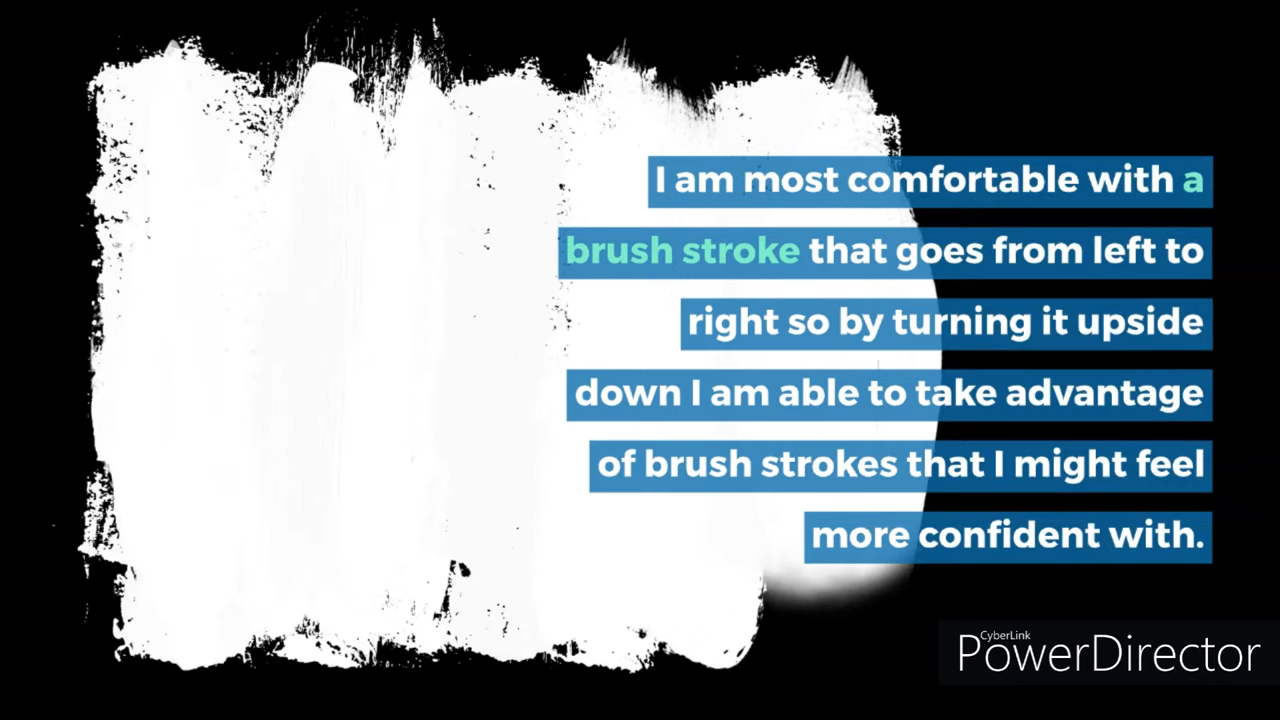 I am most comfortable with a
brush stroke that goes from left to
right so by turning it upside
down I am able to take advantage
of brush strokes that I might feel
more confident with.
CyberLink
PowerDirector